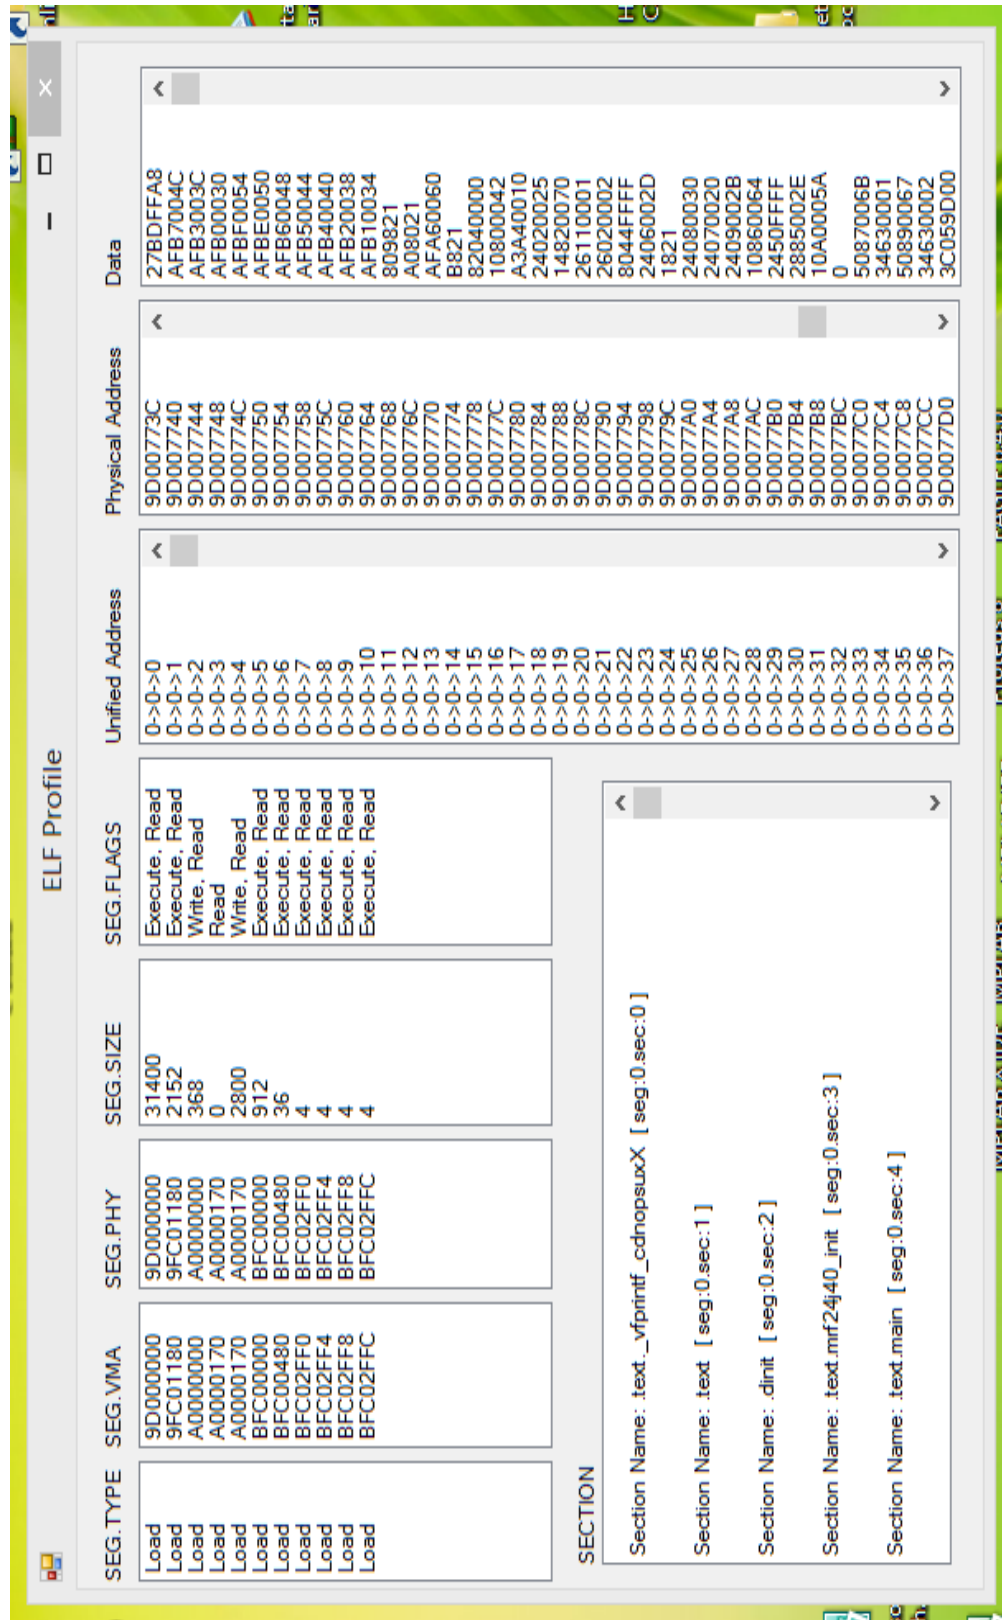 ELF Profile
SEG.TYPE
Load
Load
Load
Load
Load
Load
Load
Load
Load
Load
Load
SEG.VMA
9D000000
9FC01180
A0000000
A0000170
A0000170
BFC00000
BFC00480
BFC02FF0
BFC02FF4
BFC02FF8
BFC02FFC
SEG.PHY
9D000000
9FC01180
A0000000
A0000170
A0000170
BFC00000
BFC00480
BFC02FF0
BFC02FF4
BFC02FF8
BFC02FFC
SEG.SIZE
31400
2152
368
0
2800
912
36
4
4
4
4
SEG.FLAGS
Execute, Read
Execute, Read
Write, Read
Read
Write, Read
Execute, Read
Execute, Read
Execute, Read
Execute, Read
Execute, Read
Execute, Read
SECTION
Section Name: .text._vfprintf_cdnopsuxX [ seg:0.sec:0 ]
Section Name: .text [ seg:0.sec:1 ]
Section Name: .dinit [ seg:0.sec:2 ]
Section Name: .text.mrf24j40_init [ seg:0.sec:3 ]
Section Name: .text.main [ seg:0.sec:4 ]
Unified Address
0->0->0
0->0->1
0->0->2
0->0->3
0->0->4
0->0->5
0->0->6
0->0->7
0->0->8
0->0->9
0->0->10
0->0->11
0->0->12
0->0->13
0->0->14
0->0->15
0->0->16
0->0->17
0->0->18
0->0->19
0->0->20
0->0->21
0->0->22
0->0->23
0->0->24
0->0->25
0->0->26
0->0->27
0->0->28
0->0->29
0->0->30
0->0->31
0->0->32
0->0->33
0->0->34
0->0->35
0->0->36
0->0->37
Physical Address
9D00773C
9D007740
9D007744
9D007748
9D00774C
9D007750
9D007754
9D007758
9D00775C
9D007760
9D007764
9D007768
9D00776C
9D007770
9D007774
9D007778
9D00777C
9D007780
9D007784
9D007788
9D00778C
9D007790
9D007794
9D007798
9D00779C
9D0077A0
9D0077A4
9D0077A8
9D0077AC
9D0077B0
9D0077B4
9D0077B8
9D0077BC
9D0077C0
9D0077C4
9D0077C8
9D0077CC
9D0077D0
Data
27BDFFA8
AFB7004C
AFB3003C
AFB00030
AFBF0054
AFBE0050
AFB60048
AFB50044
AFB40040
AFB20038
AFB10034
809821
A08021
AFA60060
B821
82040000
10800042
A3A40010
24020025
14820070
26110001
26020002
8044FFFF
2406002D
1821
24080030
24070020
2409002B
10860064
2450FFFF
2885002E
10A0005A
0
5087006B
34630001
50890067
34630002
3C059D00